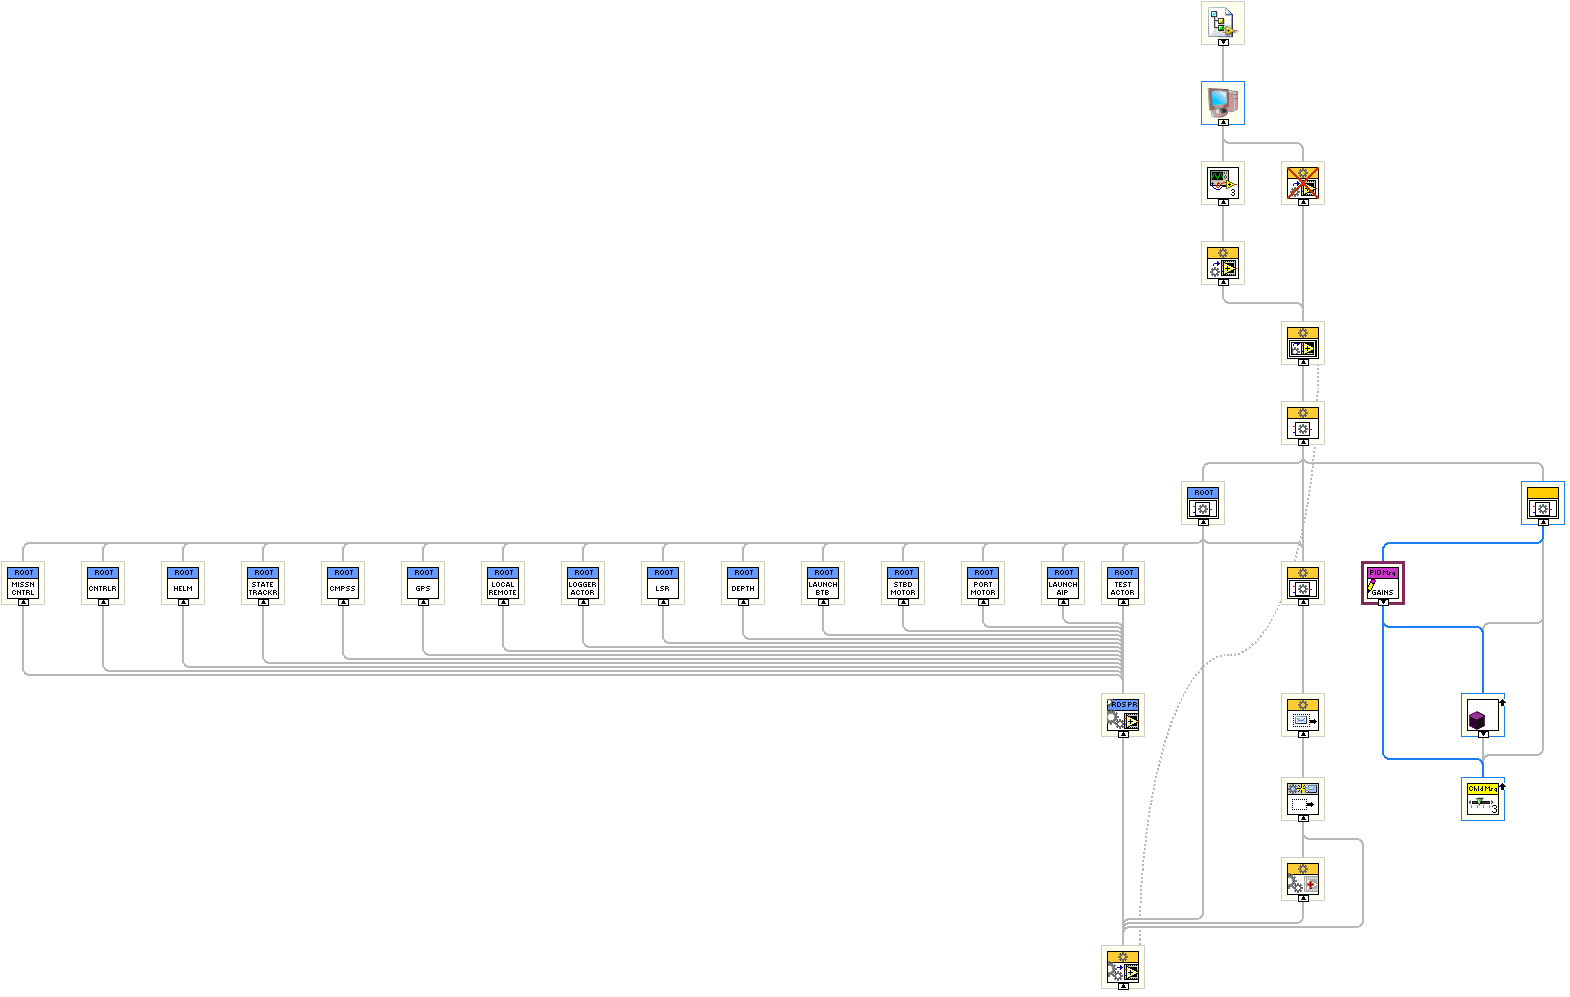 3
ROOT
ROOT
MISSN
CNTRL
ROOT
CNTRLR
ROOT
HELM
ROOT
STATE
TRACKR
ROOT
CMPSS
ROOT
GPS
ROOT
LOCAL
REMOTE
ROOT
LOGGER
ACTOR
ROOT
LSR
ROOT
DEPTH
ROOT
LAUNCH
BTB
ROOT
STBD
MOTOR
ROOT
PORT
MOTOR
ROOT
LAUNCH
AIP
ROOT
TEST
ACTOR
PID Msg
GAINS
RDSPR
Chld Msg
3